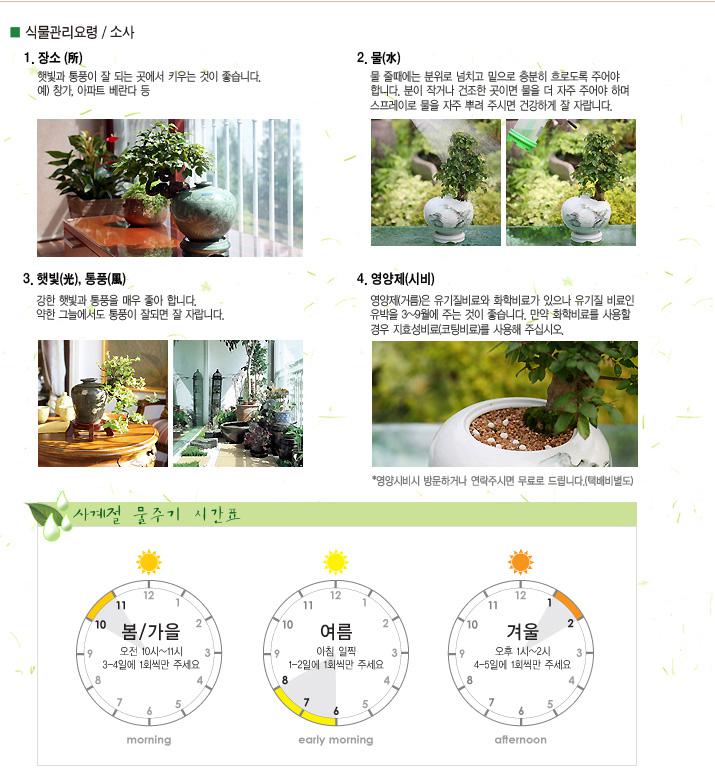 식물관리요령 / 소사
1. 장소 (所)
햇빛과 통풍이 잘 되는 곳에서 키우는 것이 좋습니다.
예) 창가, 아파트 베란다 등
2. 물(水)
물 줄때에는 분위로 넘치고 밑으로 충분히 흐르도록 주어야
합니다. 분이 작거나 건조한 곳이면 물을 더 자주 주어야 하며
스프레이로 물을 자주 뿌려 주시면 건강하게 잘 자랍니다.
3. 햇빛(光), 통풍(風)
강한 햇빛과 통풍을 매우 좋아 합니다.
약한 그늘에서도 통풍이 잘되면 잘 자랍니다.
4. 영양제(시비)
영양제(거름)은 유기질비료와 화학비료가 있으나 유기질 비료인
유박을 3~9월에 주는 것이 좋습니다. 만약 화학비료를 사용할
경우 지효성비료(코팅비료)를 사용해 주십시오.
*영양시비시 방문하거나 연락주시면 무료로 드립니다.(택배비별도)
사계절 물주기 시간표
12
11 1
10 2
봄/가을
오전 10시~11시
9 3
3-4일에 1회씩만 주세요
8 4
7 5
6
morning
12
11 1
10 2
여름
아침 일찍
9 3
1-2일에 1회씩만 주세요
8 4
7 5
6
early morning
12
11 1
10 2
겨울
오후 1시~2시
9 3
4-5일에 1회씩만 주세요
8 4
7 5
6
afternoon